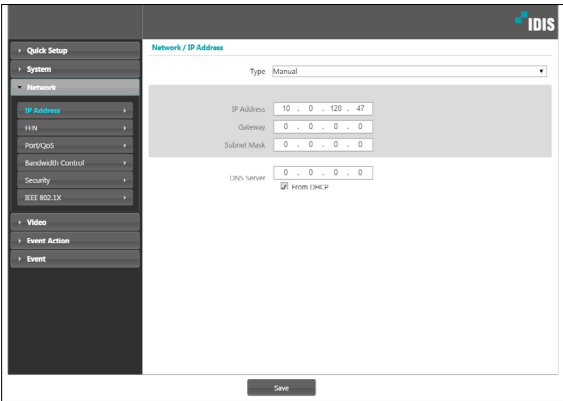 IDIS
Quick Setup
System
Network
IP Address
FEN
Port/QoS
Bandwidth Control
Security
IEEE 802.1X
Video
Event Action
Event
Network / IP Address
Type Manual
IP Address 10 . 0 . 120 . 47
Gateway 0 . 0 . 0 . 0
Subnet Mask 0 . 0 . 0 . 0
DNS Server 0 . 0 . 0 . 0
From DHCP
Save